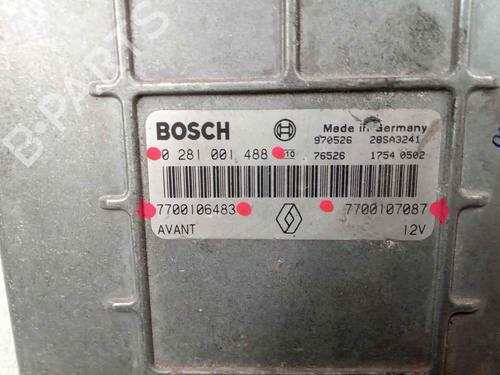 BOSCH
Made in Germany
970526 28SA3241
0 281 001 488 76526 1754 0502
7700106483 7700107087
AVANT 12V
B-PARTS